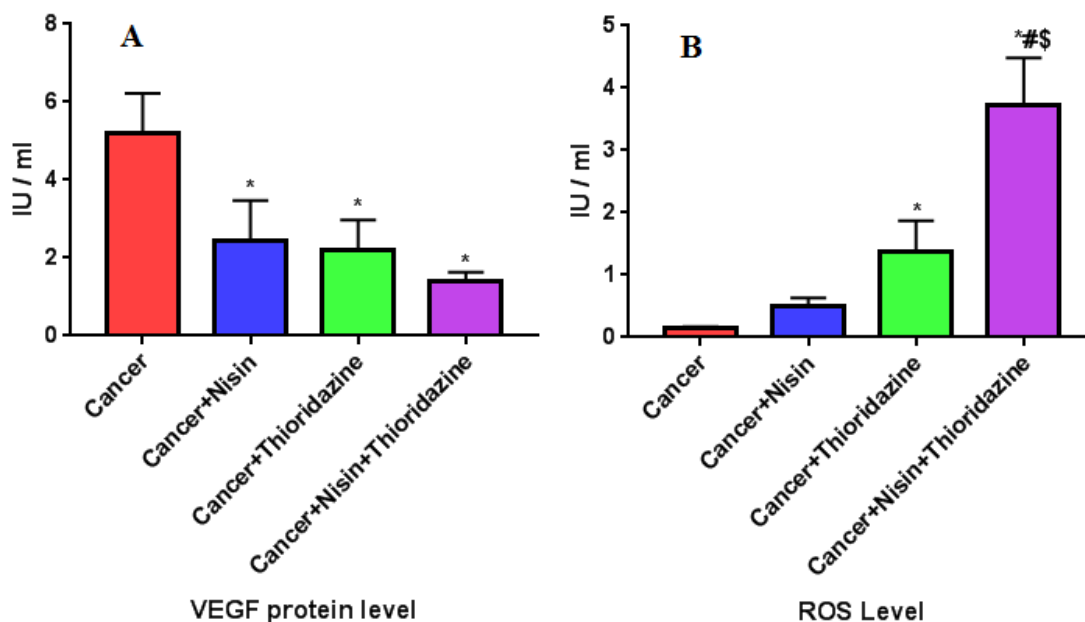 A
8
6
4
2
0
IU / ml
*
*
*
Cancer
Cancer+Nisin
Cancer+Thioridazine
Cancer+Nisin+Thioridazine
VEGF protein level
B
5
4
3
2
1
0
IU / ml
*
*#$
Cancer
Cancer+Nisin
Cancer+Thioridazine
Cancer+Nisin+Thioridazine
ROS Level